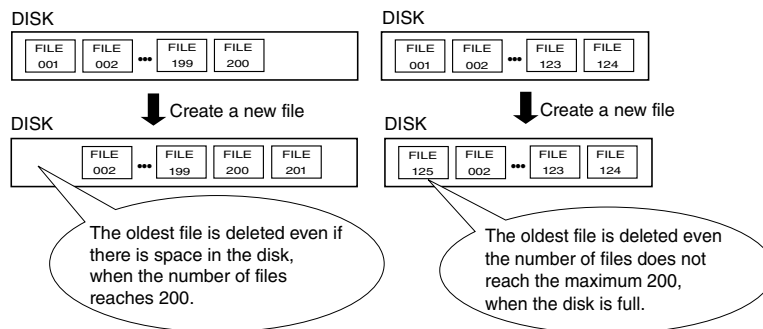 DISK
FILE 001 FILE 002 ••• FILE 199 FILE 200
Create a new file
DISK
FILE 002 ••• FILE 199 FILE 200 FILE 201
The oldest file is deleted even if
there is space in the disk,
when the number of files
reaches 200.
DISK
FILE 001 FILE 002 ••• FILE 123 FILE 124
Create a new file
DISK
FILE 125 FILE 002 ••• FILE 123 FILE 124
The oldest file is deleted even
the number of files does not
reach the maximum 200,
when the disk is full.